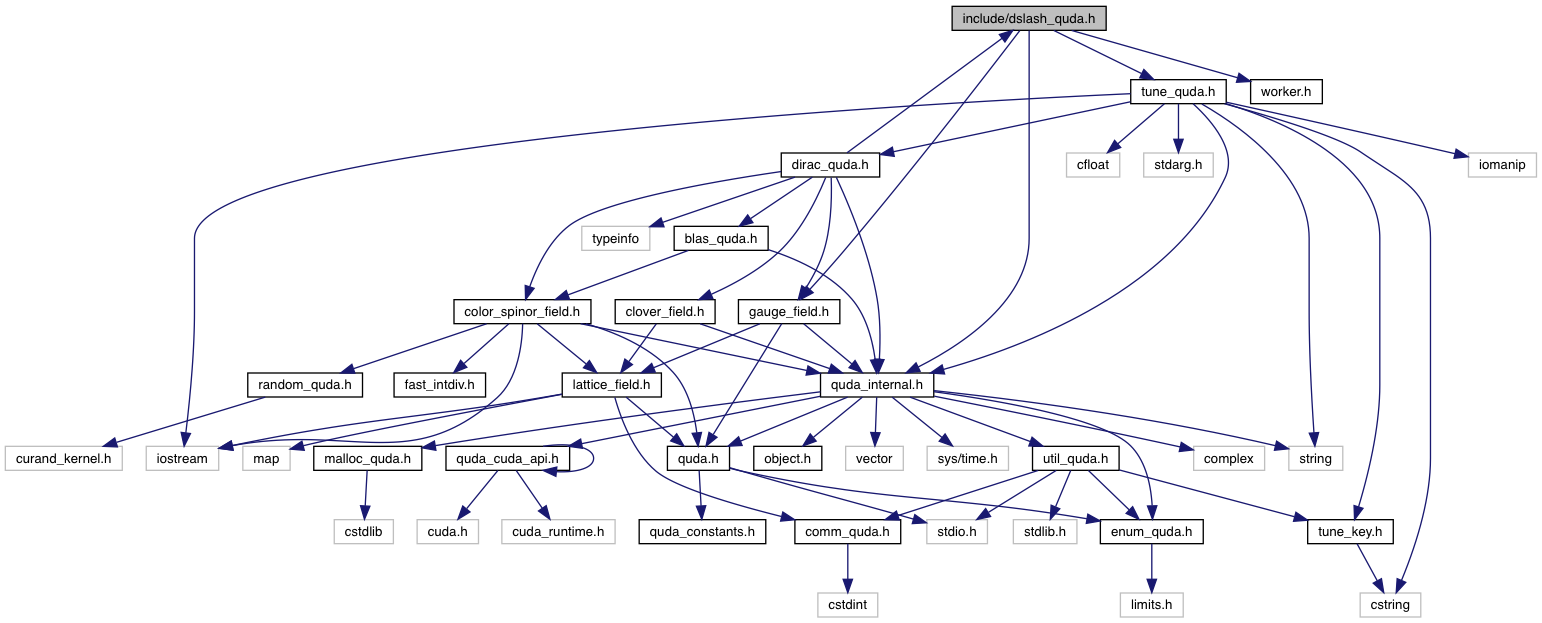 include/dslash_quda.h
tune_quda.h
worker.h
dirac_quda.h
cfloat
stdarg.h
iomanip
typeinfo
blas_quda.h
color_spinor_field.h
clover_field.h
gauge_field.h
random_quda.h
fast_intdiv.h
lattice_field.h
quda_internal.h
curand_kernel.h
iostream
map
malloc_quda.h
quda_cuda_api.h
quda.h
object.h
vector
sys/time.h
util_quda.h
complex
string
cstdlib
cuda.h
cuda_runtime.h
quda_constants.h
comm_quda.h
stdio.h
stdlib.h
enum_quda.h
tune_key.h
cstdint
limits.h
cstring